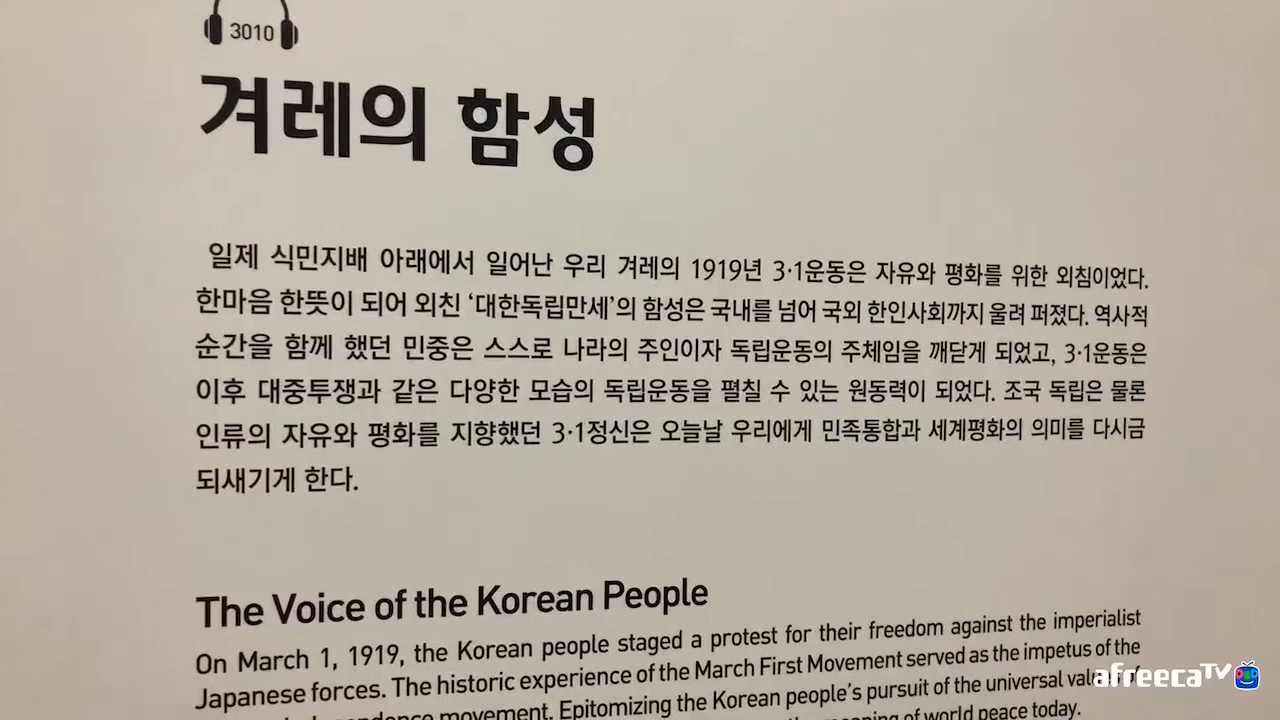 3010
겨레의 함성
일제 식민지배 아래에서 일어난 우리 겨레의 1919년 3·1운동은 자유와 평화를 위한 외침이었다.
한마음 한뜻이 되어 외친 ‘대한독립만세’의 함성은 국내를 넘어 국외 한인사회까지 울려 퍼졌다. 역사적
순간을 함께 했던 민중은 스스로 나라의 주인이자 독립운동의 주체임을 깨닫게 되었고, 3·1운동은
이후 대중투쟁과 같은 다양한 모습의 독립운동을 펼칠 수 있는 원동력이 되었다. 조국 독립은 물론
인류의 자유와 평화를 지향했던 3·1정신은 오늘날 우리에게 민족통합과 세계평화의 의미를 다시금
되새기게 한다.
The Voice of the Korean People
On March 1, 1919, the Korean people staged a protest for their freedom against the imperialist
Japanese forces. The historic experience of the March First Movement served as the impetus of the
movement. Epitomizing the Korean people's pursuit of the universal
meaning of world peace today.
afreecaTV